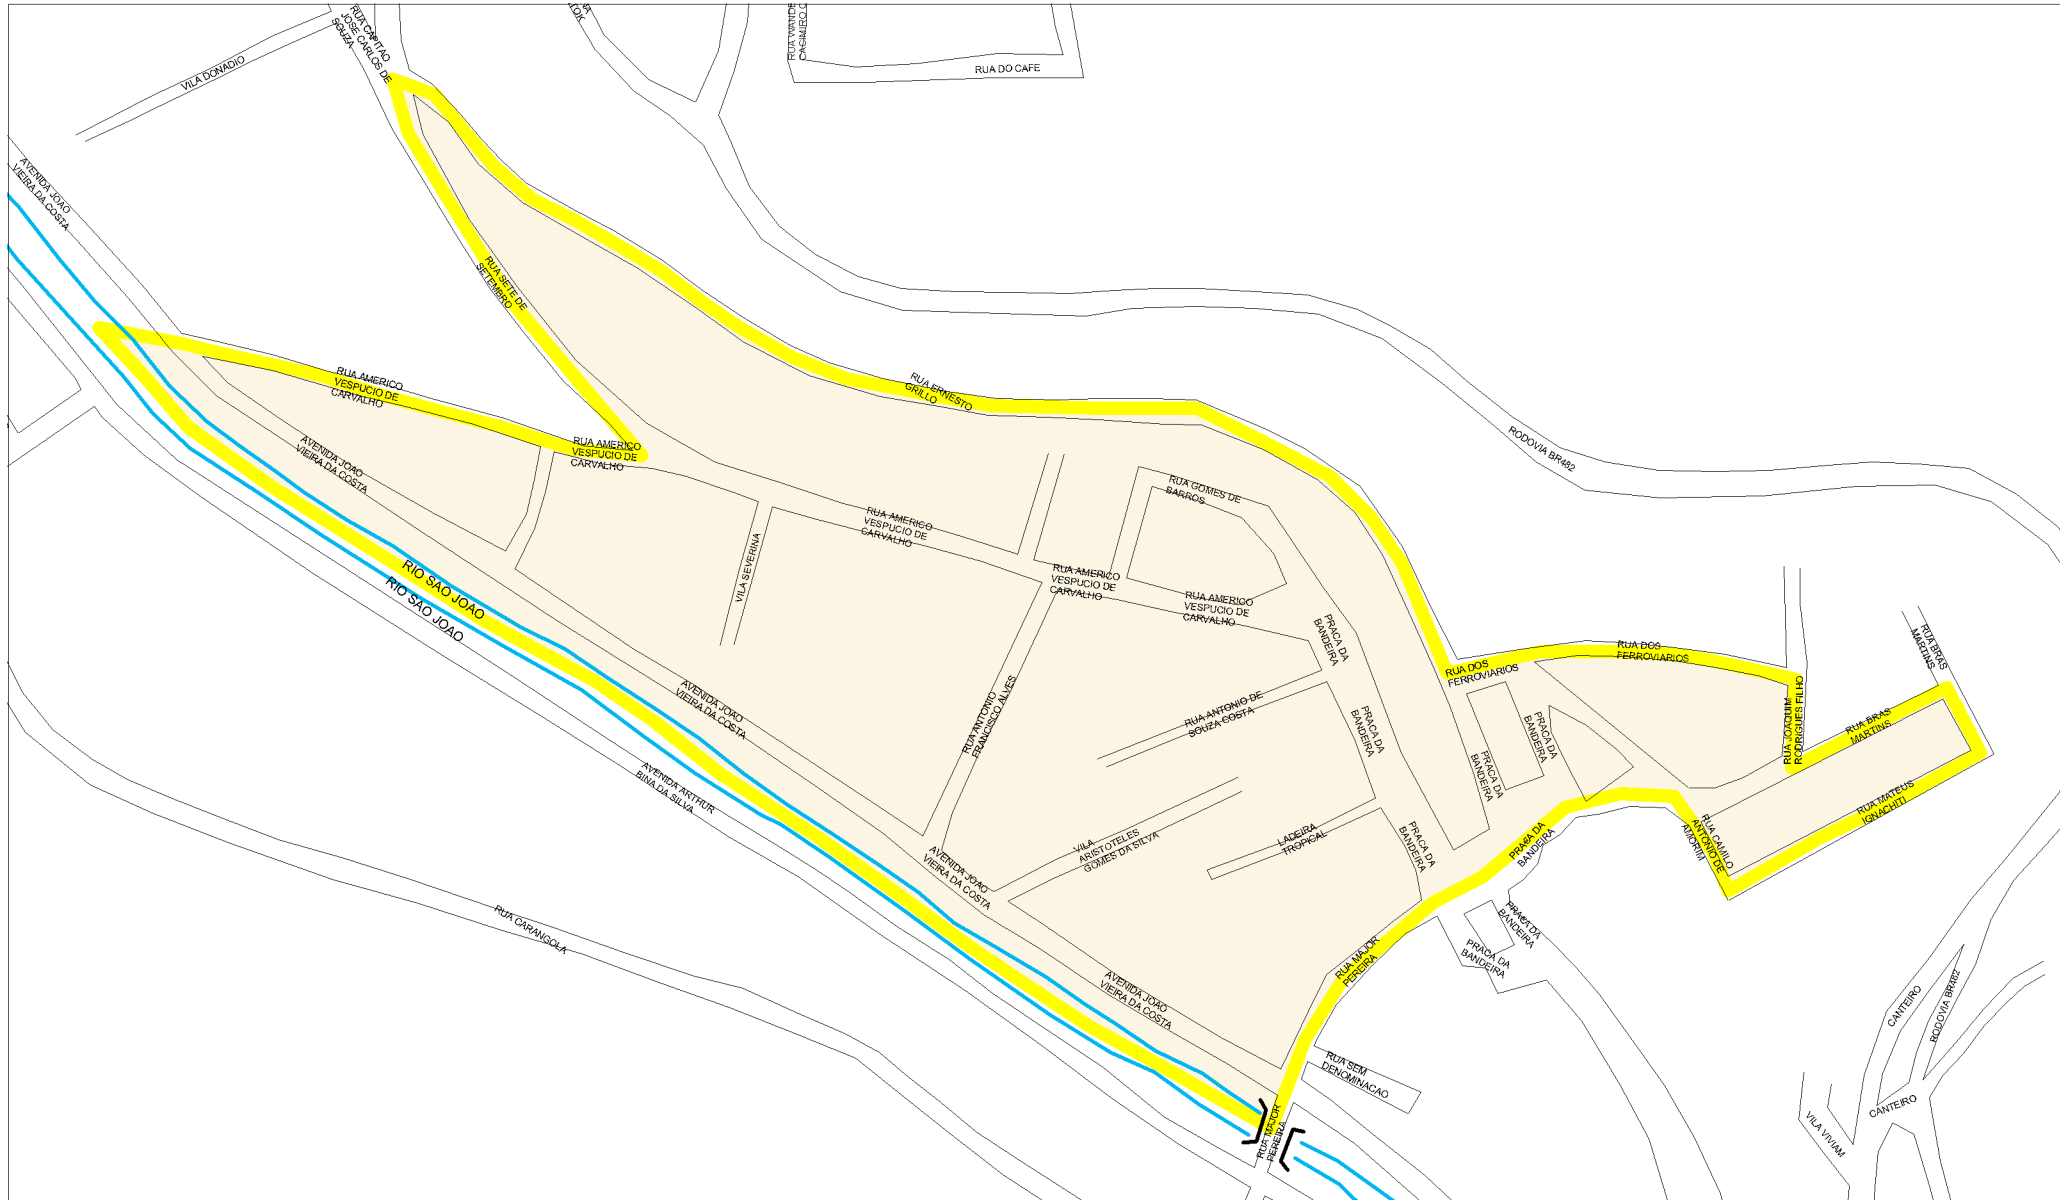 RUA CAPITAO
JOSE CARLOS DE
SOUZA
RUA WANDE
CACIMIRO C
RUA DO CAFE
VILA DONADIO
AVENIDA JOAO
VIEIRA DA COSTA
RUA SETE DE
SETEMBRO
RUA AMERICO
VESPUCIO DE
CARVALHO
RUA ERNESTO
GRILLO
RUA AMERICO
VESPUCIO DE
CARVALHO
AVENIDA JOAO
VIEIRA DA COSTA
RODOVIA BR482
RUA GOMES DE
BARROS
RUA AMERICO
VESPUCIO DE
CARVALHO
VILA SEVERINA
RIO SAO JOAO
RIO SAO JOAO
RUA AMERICO
VESPUCIO DE
CARVALHO
RUA AMERICO
VESPUCIO DE
CARVALHO
PRACA DA
BANDEIRA
RUA DOS
FERROVIARIOS
RUA DOS
FERROVIARIOS
RUA BRAS
MARTINS
RUA JOAQUIM
RODRIGUES FILHO
AVENIDA JOAO
VIEIRA DA COSTA
RUA ANTONIO
FRANCISCO ALVES
RUA ANTONIO DE
SOUZA COSTA
PRACA DA
BANDEIRA
PRACA DA
BANDEIRA
PRACA DA
BANDEIRA
RUA BRAS
MARTINS
AVENIDA ARTHUR
BINA DA SILVA
RUA MATEUS
IGNACHITI
VILA
ARISTOTELES
GOMES DA SILVA
LADEIRA
TROPICAL
PRACA DA
BANDEIRA
PRACA DA
BANDEIRA
RUA CAMILO
ANTONIO DE
AMORIM
AVENIDA JOAO
VIEIRA DA COSTA
RUA CARANGOLA
PRACA DA
BANDEIRA
PRACA DA
BANDEIRA
RUA MAJOR
PEREIRA
AVENIDA JOAO
VIEIRA DA COSTA
CANTEIRO
RODOVIA BR482
RUA SEM
DENOMINACAO
CANTEIRO
VILA VIVIAM
RUA MAJOR
PEREIRA